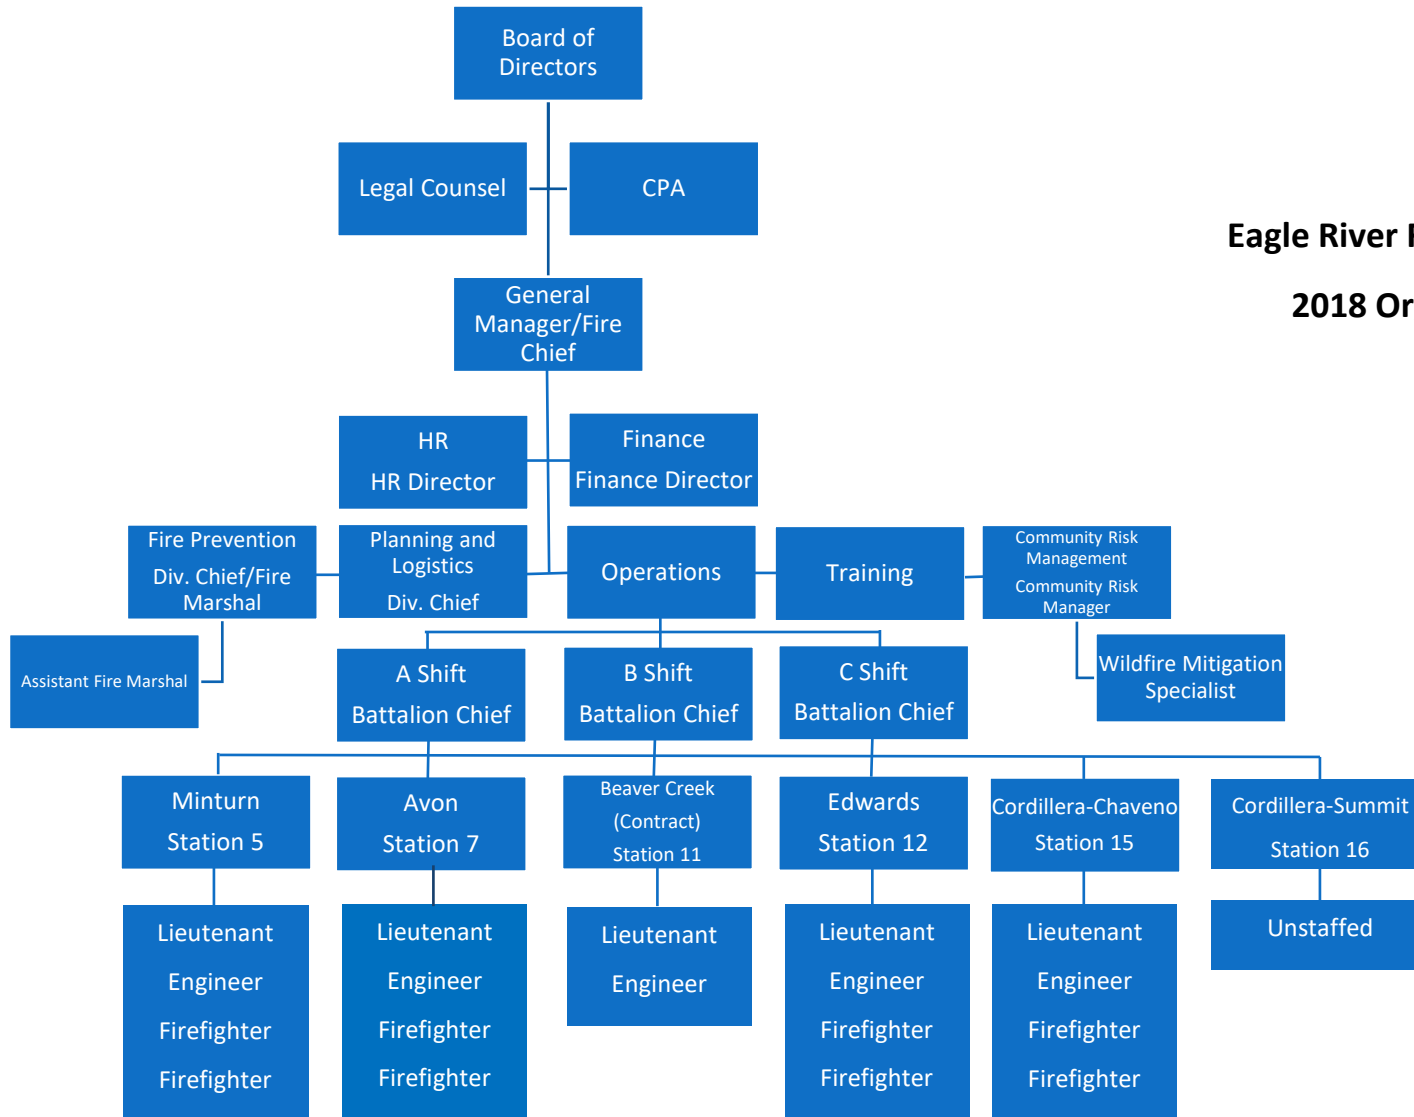 Board of
Directors
Legal Counsel
CPA
Eagle River
2018
General
Manager/Fire
Chief
HR
HR Director
Finance
Finance Director
Fire Prevention
Div. Chief/Fire
Marshal
Planning and
Logistics
Div. Chief
Operations
Training
Community Risk
Management
Community Risk
Manager
Assistant Fire Marshal
A Shift
Battalion Chief
B Shift
Battalion Chief
C Shift
Battalion Chief
Wildfire Mitigation
Specialist
Minturn
Station 5
Avon
Station 7
Beaver Creek
(Contract)
Station 11
Edwards
Station 12
Cordillera-Chaveno
Station 15
Cordillera-Summit
Station 16
Lieutenant
Engineer
Firefighter
Firefighter
Lieutenant
Engineer
Firefighter
Firefighter
Lieutenant
Engineer
Lieutenant
Engineer
Firefighter
Firefighter
Lieutenant
Engineer
Firefighter
Firefighter
Unstaffed